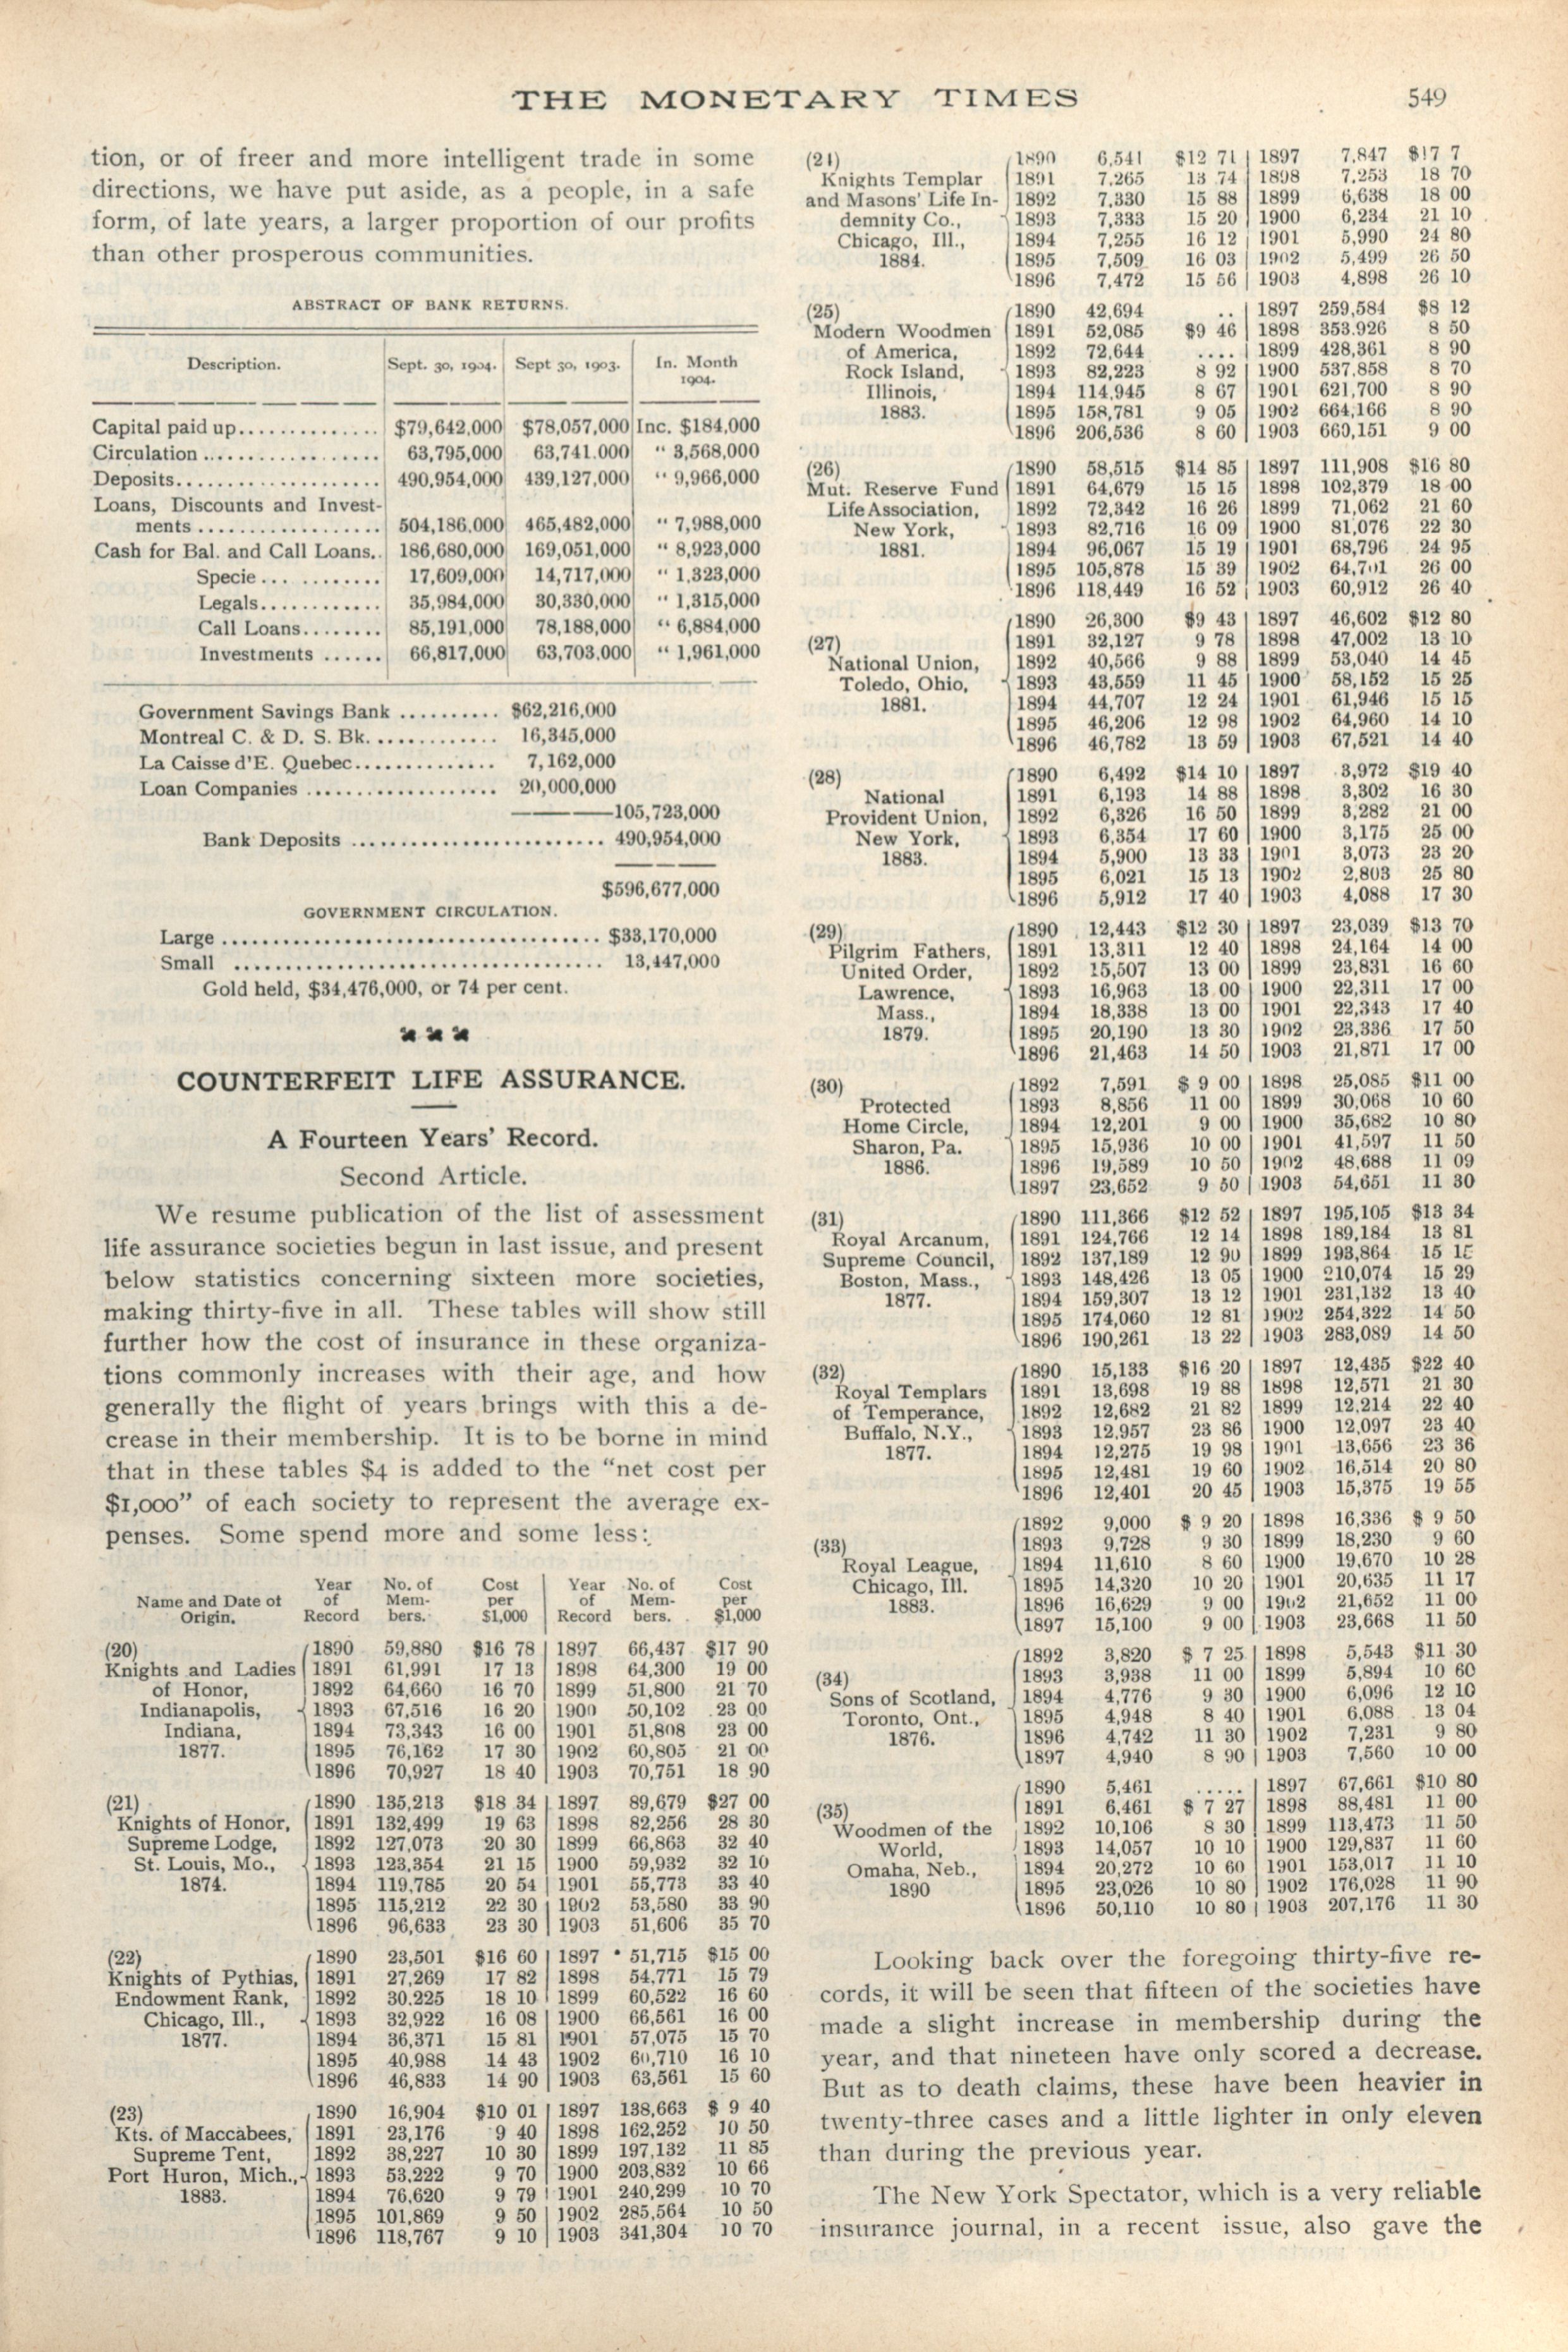 THE MONETARY TIMES 549
tion, or of freer and more intelligent trade in some
directions, we have put aside, as a people, in a safe
form, of late years, a larger proportion of our profits
than other prosperous communities.
ABSTRACT OF BANK RETURNS.
Description. Sept. 30, 1904. Sept 30, 1903. In. Month
1904.
Capital paid up.............. $79,642,000 $78,057,000 Inc. $184,000
Circulation .................. 63,795,000 63,741.000 " 3,568,000
Deposits.................... 490,954,000 439,127,000 " 9,966,000
Loans, Discounts and Invest-
ments .................. 504,186,000 465,482,000 " 7,988,000
Cash for Bal. and Call Loans.. 186,680,000 169,051,000 " 8,923,000
Specie... ......... 17,609,000 14,717,000 " 1,323,000
Legals............ 35,984,000 30,330,000 " 1,315,000
Call Loans........ 85,191,000 78,188,000 " 6,884,000
Investments ...... 66,817,000 63,703.000 " 1,961,000
Government Savings Bank .......... $62,216,000
Montreal C. & D. S. Bk............. 16,345,000
La Caisse d'E. Quebec.............. 7,162,000
Loan Companies ................... 20,000,000
105,723,000
Bank Deposits ......................... 490,954,000
$596,677,000
GOVERNMENT CIRCULATION.
Large ..................................... $33,170,000
Small .................................... 13,447,000
Gold held, $34,476,000, or 74 per cent.
COUNTERFEIT LIFE ASSURANCE.
A Fourteen Years' Record.
Second Article.
We resume publication of the list of assessment
life assurance societies begun in last issue, and present
below statistics concerning sixteen more societies,
making thirty-five in all. These tables will show still
further how the cost of insurance in these organiza-
tions commonly increases with their age, and how
generally the flight of years brings with this a de-
crease in their membership. It is to be borne in mind
that in these tables $4 is added to the "net cost per
$1,000" of each society to represent the average ex-
penses. Some spend more and some less:
Year No. of Cost Year No. of Cost
Name and Date of of Mem- per of Mem- per
Origin. Record bers. $1,000 Record bers. $1,000
(20) 1890 59,880 $16 78 1897 66,437 $17 90
Knights and Ladies 1891 61,991 17 13 1898 64,300 19 00
of Honor, 1892 64,660 16 70 1899 51,800 21 70
Indianapolis, 1893 67,516 16 20 1900 50,102 23 00
Indiana, 1894 73,343 16 00 1901 51,808 23 00
1877. 1895 76,162 17 30 1902 60,805 21 00
1896 70,927 18 40 1903 70,751 18 90
(21) 1890 135,213 $18 34 1897 89,679 $27 00
Knights of Honor, 1891 132,499 19 63 1898 82,256 28 30
Supreme Lodge, 1892 127,073 20 30 1899 66,863 32 40
St. Louis, Mo., 1893 123,354 21 15 1900 59,932 32 10
1874. 1894 119,785 20 54 1901 55,773 33 40
1895 115,212 22 30 1902 53,580 33 90
1896 96,633 23 30 1903 51,606 35 70
(22) 1890 23,501 $16 60 1897 51,715 $15 00
Knights of Pythias, 1891 27,269 17 82 1898 54,771 15 79
Endowment Rank, 1892 30.225 18 10 1899 60,522 16 60
Chicago, Ill., 1893 32,922 16 08 1900 66,561 16 00
1877. 1894 36,371 15 81 1901 57,075 15 70
1895 40,988 14 43 1902 60,710 16 10
1896 46,833 14 90 1903 63,561 15 60
(23) 1890 16,904 $10 01 1897 138,663 $ 9 40
Kts. of Maccabees, 1891 23,176 9 40 1898 162,252 10 50
Supreme Tent, 1892 38,227 10 30 1899 197,132 11 85
Port Huron, Mich., 1893 53,222 9 70 1900 203,832 10 66
1883. 1894 76,620 9 79 1901 240,299 10 70
1895 101,869 9 50 1902 285,564 10 50
1896 118,767 9 10 1903 341,304 10 70
(24) 1890 6,541 $12 71 1897 7,847 $17 7
Knights Templar 1891 7,265 13 74 1898 7,253 18 70
and Masons' Life In- 1892 7,330 15 88 1899 6,638 18 00
demnity Co., 1893 7,333 15 20 1900 6,234 21 10
Chicago, Ill., 1894 7,255 16 12 1901 5,990 24 80
1884. 1895 7,509 16 03 1902 5,499 26 50
1896 7,472 15 56 1903 4,898 26 10
(25) 1890 42,694 .. 1897 259,584 $8 12
Modern Woodmen 1891 52,085 $9 46 1898 353.926 8 50
of America, 1892 72,644 .... 1899 428,361 8 90
Rock Island, 1893 82,223 8 92 1900 537,858 8 70
Illinois, 1894 114,945 8 67 1901 621,700 8 90
1883. 1895 158,781 9 05 1902 664,166 8 90
1896 206,536 8 60 1903 660,151 9 00
(26) 1890 58,515 $14 85 1897 111,908 $16 80
Mut. Reserve Fund 1891 64,679 15 15 1898 102,379 18 00
Life Association, 1892 72,342 16 26 1899 71,062 21 60
New York, 1893 82,716 16 09 1900 81,076 22 30
1881. 1894 96,067 15 19 1901 68,796 24 95
1895 105,878 15 39 1902 64,701 26 00
1896 118,449 16 52 1903 60,912 26 40
1890 26,300 $9 43 1897 46,602 $12 80
(27) 1891 32,127 9 78 1898 47,002 13 10
National Union, 1892 40,566 9 88 1899 53,040 14 45
Toledo, Ohio, 1893 43,559 11 45 1900 58,152 15 25
1881. 1894 44,707 12 24 1901 61,946 15 15
1895 46,206 12 98 1902 64,960 14 10
1896 46,782 13 59 1903 67,521 14 40
(28) 1890 6,492 $14 10 1897 3,972 $19 40
National 1891 6,193 14 88 1898 3,302 16 30
Provident Union, 1892 6,326 16 50 1899 3,282 21 00
New York, 1893 6,354 17 60 1900 3,175 25 00
1883. 1894 5,900 13 33 1901 3,073 23 20
1895 6,021 15 13 1902 2,803 25 80
1896 5,912 17 40 1903 4,088 17 30
(29) 1890 12,443 $12 30 1897 23,039 $13 70
Pilgrim Fathers, 1891 13,311 12 40 1898 24,164 14 00
United Order, 1892 15,507 13 00 1899 23,831 16 60
Lawrence, 1893 16,963 13 00 1900 22,311 17 00
Mass., 1894 18,338 13 00 1901 22,343 17 40
1879. 1895 20,190 13 30 1902 23,336 17 50
1896 21,463 14 50 1903 21,871 17 00
(30) 1892 7,591 $ 9 00 1898 25,085 $11 00
Protected 1893 8,856 11 00 1899 30,068 10 60
Home Circle, 1894 12,201 9 00 1900 35,682 10 80
Sharon, Pa. 1895 15,936 10 00 1901 41,597 11 50
1886. 1896 19,589 10 50 1902 48,688 11 09
1897 23,652 9 50 1903 54,651 11 30
(31) 1890 111,366 $12 52 1897 195,105 $13 34
Royal Arcanum, 1891 124,766 12 14 1898 189,184 13 81
Supreme Council, 1892 137,189 12 90 1899 193,864 15 15
Boston, Mass., 1893 148,426 13 05 1900 210,074 15 29
1877. 1894 159,307 13 12 1901 231,132 13 40
1895 174,060 12 81 1902 254,322 14 50
1896 190,261 13 22 1903 283,089 14 50
(32) 1890 15,133 $16 20 1897 12,435 $22 40
Royal Templars 1891 13,698 19 88 1898 12,571 21 30
of Temperance, 1892 12,682 21 82 1899 12,214 22 40
Buffalo, N.Y., 1893 12,957 23 86 1900 12,097 23 40
1877. 1894 12,275 19 98 1901 13,656 23 36
1895 12,481 19 60 1902 16,514 20 80
1896 12,401 20 45 1903 15,375 19 55
1892 9,000 $ 9 20 1898 16,336 $ 9 50
(33) 1893 9,728 9 30 1899 18,230 9 60
Royal League, 1894 11,610 8 60 1900 19,670 10 28
Chicago, Ill. 1895 14,320 10 20 1901 20,635 11 17
1883. 1896 16,629 9 00 1902 21,652 11 00
1897 15,100 9 00 1903 23,668 11 50
1892 3,820 $ 7 25 1898 5,543 $11 30
(34) 1893 3,938 11 00 1899 5,894 10 60
Sons of Scotland, 1894 4,776 9 30 1900 6,096 12 10
Toronto, Ont., 1895 4,948 8 40 1901 6,088 13 04
1876. 1896 4,742 11 30 1902 7,231 9 80
1897 4,940 8 90 1903 7,560 10 00
1890 5,461 ..... 1897 67,661 $10 80
(35) 1891 6,461 $ 7 27 1898 88,481 11 00
Woodmen of the 1892 10,106 8 30 1899 113,473 11 50
World, 1893 14,057 10 10 1900 129,837 11 60
Omaha, Neb., 1894 20,272 10 60 1901 153,017 11 10
1890 1895 23,026 10 80 1902 176,028 11 90
1896 50,110 10 80 1903 207,176 11 30
Looking back over the foregoing thirty-five re-
cords, it will be seen that fifteen of the societies have
made a slight increase in membership during the
year, and that nineteen have only scored a decrease.
But as to death claims, these have been heavier in
twenty-three cases and a little lighter in only eleven
than during the previous year.
The New York Spectator, which is a very reliable
insurance journal, in a recent issue, also gave the